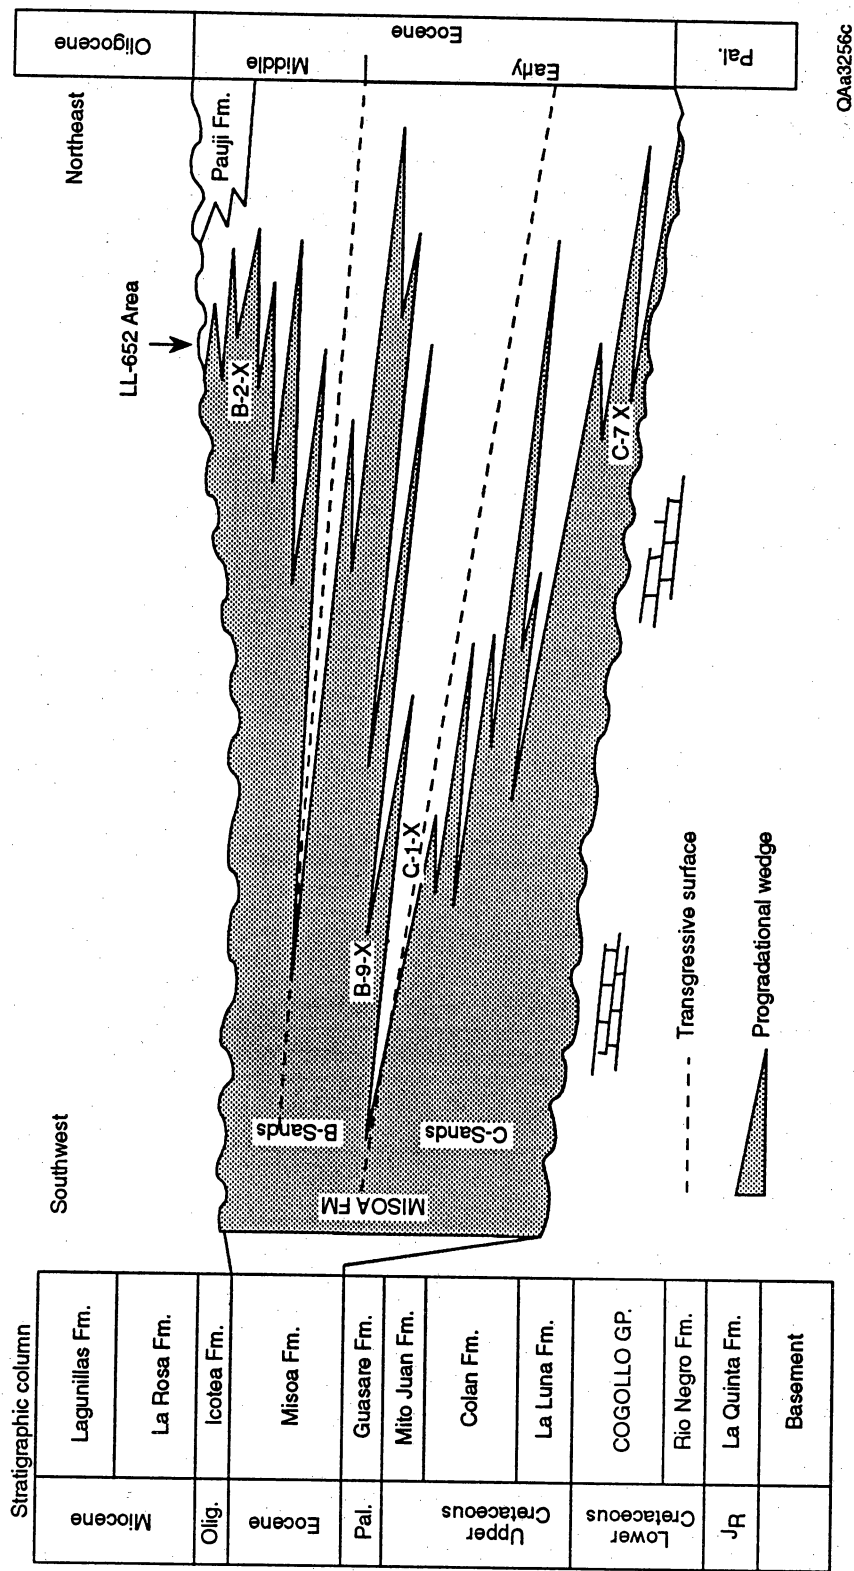 Stratigraphic column
Miocene
Lagunillas Fm.
La Rosa Fm.
Olig.
Icotea Fm.
Eocene
Misoa Fm.
Pal.
Guasare Fm.
Upper
Cretaceous
Mito Juan Fm.
Colan Fm.
La Luna Fm.
Lower
Cretaceous
COGOLLO GP.
Rio Negro Fm.
JR
La Quinta Fm.
Basement
Southwest
LL-652 Area
Northeast
MISOA FM
B-Sands
C-Sands
B-9-X
C-1-X
B-2-X
C-7 X
Pauji Fm.
Oligocene
Middle
Early
Eocene
Pal.
Transgressive surface
Progradational wedge
QAa3256c